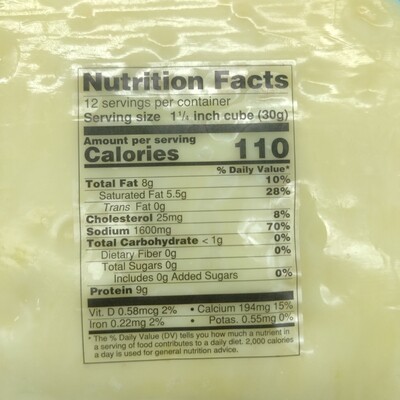 Nutrition Facts
12 servings per container
Serving size 1 1/4 inch cube (30g)
Amount per serving
Calories 110
% Daily Value*
Total Fat 8g 10%
Saturated Fat 5.5g 28%
Trans Fat 0g
Cholesterol 25mg 8%
Sodium 1600mg 70%
Total Carbohydrate < 1g 0%
Dietary Fiber 0g 0%
Total Sugars 0g
Includes 0g Added Sugars 0%
Protein 9g
Vit. D 0.58mcg 2% • Calcium 194mg 15%
Iron 0.22mg 2% • Potas. 0.55mg 0%
* The % Daily Value (DV) tells you how much a nutrient in
a serving of food contributes to a daily diet. 2,000 calories
a day is used for general nutrition advice.